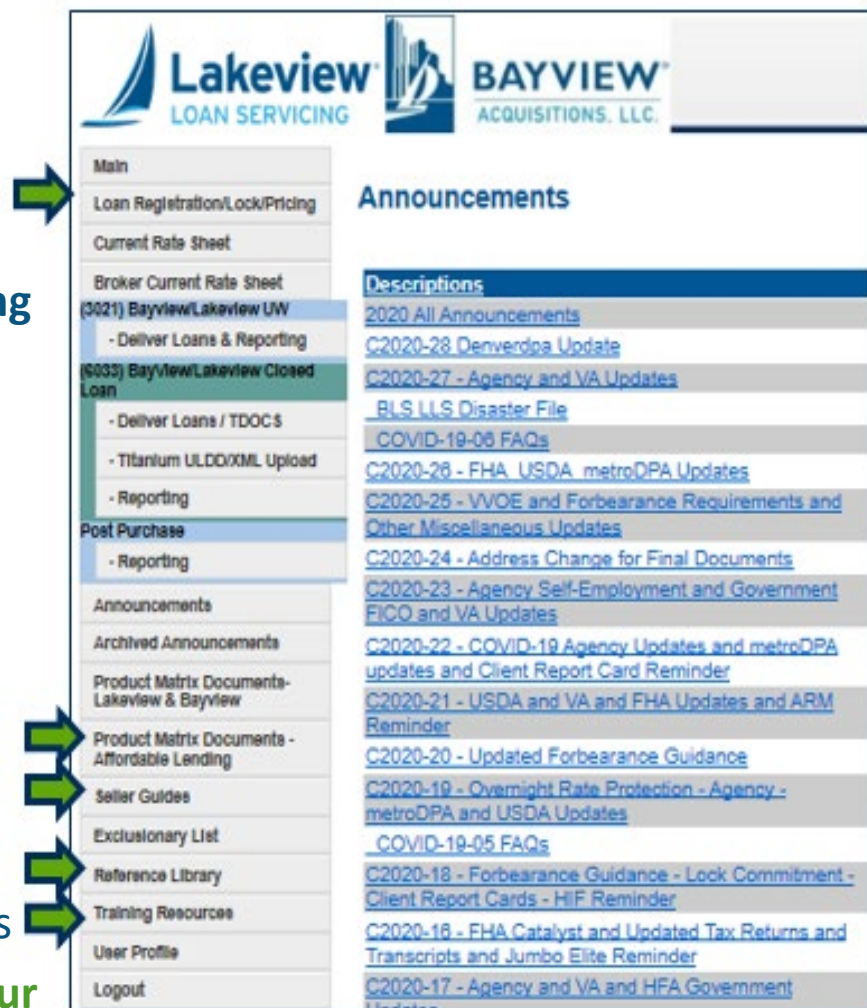 Lakeview
LOAN SERVICING
BAYVIEW
ACQUISITIONS, LLC.
Main
Loan Registration/Lock/Pricing
Current Rate Sheet
Broker Current Rate Sheet
(3021) Bayview/Lakeview UW
- Deliver Loans & Reporting
(6033) Bayview/Lakeview Closed
Loan
- Deliver Loans / TDOCS
- Titanium ULDD/XML Upload
- Reporting
Post Purchase
- Reporting
Announcements
Archived Announcements
Product Matrix Documents-
Lakeview & Bayview
Product Matrix Documents -
Affordable Lending
Seller Guides
Exclusionary List
Reference Library
Training Resources
User Profile
Logout
ng
s
ur
Announcements
Descriptions
2020 All Announcements
C2020-28 Denverdpa Update
C2020-27 - Agency and VA Updates
_BLS LLS Disaster File
_COVID-19-06 FAQs
C2020-26 - FHA_USDA_metroDPA Updates
C2020-25 - VVOE and Forbearance Requirements and
Other Miscellaneous Updates
C2020-24 - Address Change for Final Documents
C2020-23 - Agency Self-Employment and Government
FICO and VA Updates
C2020-22 - COVID-19 Agency Updates and metroDPA
updates and Client Report Card Reminder
C2020-21 - USDA and VA and FHA Updates and ARM
Reminder
C2020-20 - Updated Forbearance Guidance
C2020-19 - Overnight Rate Protection - Agency -
metroDPA and USDA Updates
_COVID-19-05 FAQs
C2020-18 - Forbearance Guidance - Lock Commitment -
Client Report Cards - HIF Reminder
C2020-16 - FHA Catalyst and Updated Tax Returns and
Transcripts and Jumbo Elite Reminder
C2020-17 - Agency and VA and HFA Government
Updates